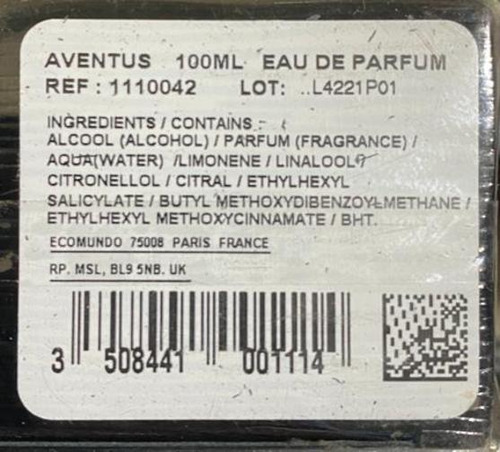 AVENTUS 100ML EAU DE PARFUM
REF : 1110042 LOT: ..L4221P01
INGREDIENTS / CONTAINS :
ALCOOL (ALCOHOL) / PARFUM (FRAGRANCE) /
AQUA(WATER) /LIMONENE / LINALOOL /
CITRONELLOL / CITRAL / ETHYLHEXYL
SALICYLATE / BUTYL METHOXYDIBENZOYLMETHANE /
ETHYLHEXYL METHOXYCINNAMATE / BHT.
ECOMUNDO 75008 PARIS FRANCE
RP. MSL, BL9 5NB. UK
3 508441 001114